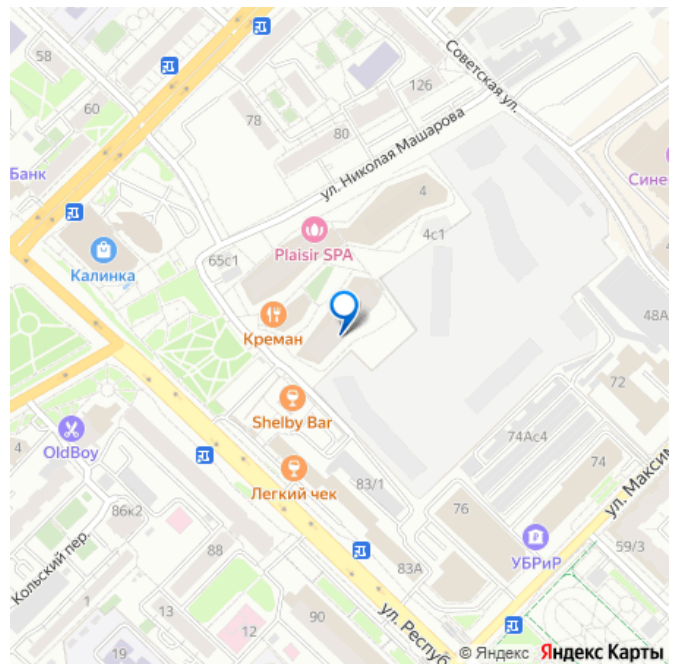 58
Советская ул.
126
60
78
80
ул. Николая Машарова
Банк
Сине
4
4с1
Plaisir SPA
65с1
Калинка
48А
Креман
72
Shelby Bar
74Ас4
OldBoy
4
74
ул. Максим
Легкий чек
83/1
86к2
76
88
УБРиР
59/3
Кольский пер.
83А
1
13
90
ул. Респуб
12
19
© Яндекс Яндекс Карты